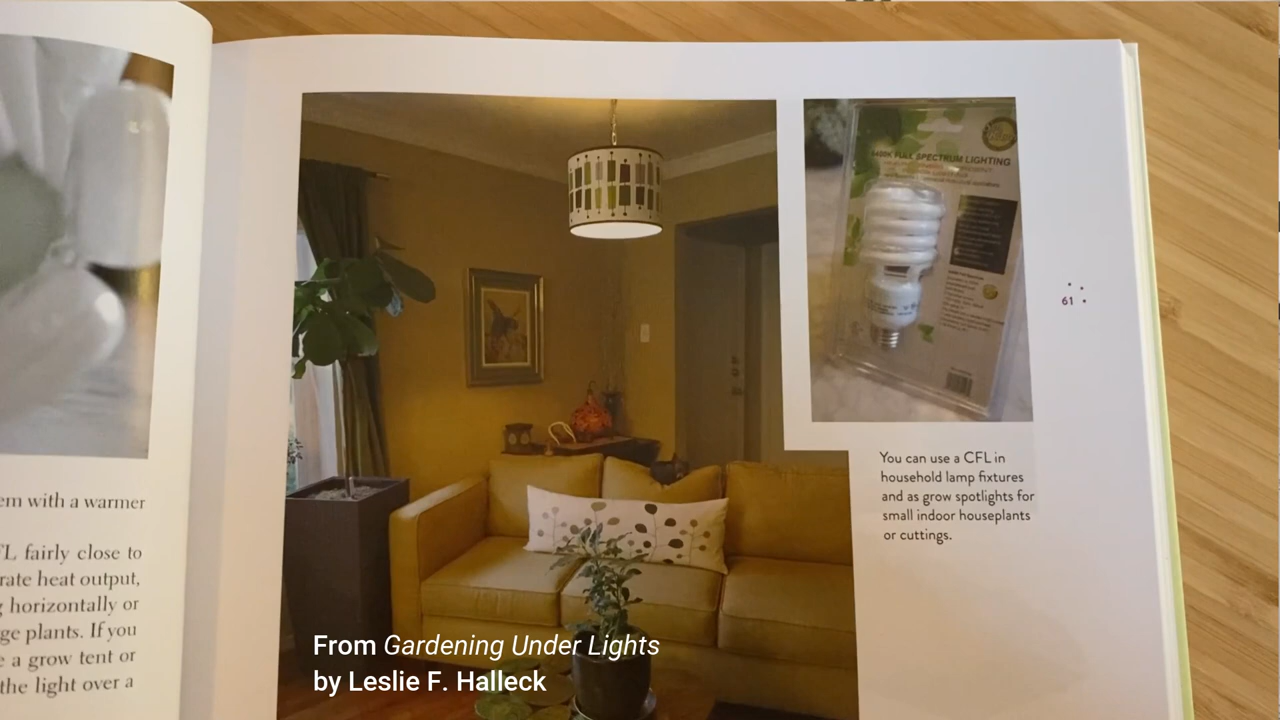 em with a warmer
FL fairly close to
rate heat output,
g horizontally or
ge plants. If you
e a grow tent or
the light over a
FULL SPECTRUM LIGHTING
61
You can use a CFL in
household lamp fixtures
and as grow spotlights for
small indoor houseplants
or cuttings.
From Gardening Under Lights
by Leslie F. Halleck